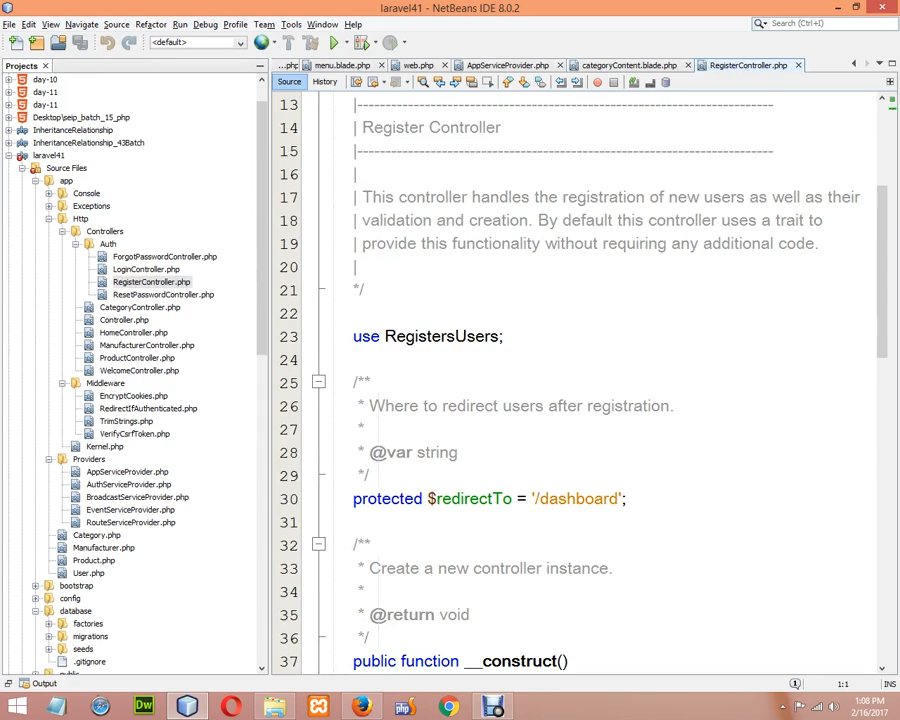 laravel41 - NetBeans IDE 8.0.2
File Edit View Navigate Source Refactor Run Debug Profile Team Tools Window Help
Search (Ctrl+I)
<default>
Projects
...php menu.blade.php web.php AppServiceProvider.php categoryContent.blade.php RegisterController.php
Source History
day-10
day-11
day-11
Desktop\seip_batch_15_php
InheritanceRelationship
InheritanceRelationship_43Batch
laravel41
Source Files
app
Console
Exceptions
Http
Controllers
Auth
ForgotPasswordController.php
LoginController.php
RegisterController.php
ResetPasswordController.php
CategoryController.php
Controller.php
HomeController.php
ManufacturerController.php
ProductController.php
WelcomeController.php
Middleware
EncryptCookies.php
RedirectIfAuthenticated.php
TrimStrings.php
VerifyCsrfToken.php
Kernel.php
Providers
AppServiceProvider.php
AuthServiceProvider.php
BroadcastServiceProvider.php
EventServiceProvider.php
RouteServiceProvider.php
Category.php
Manufacturer.php
Product.php
User.php
bootstrap
config
database
factories
migrations
seeds
.gitignore
public
13 |--------------------------------------------------------------------------
14 | Register Controller
15 |--------------------------------------------------------------------------
16 |
17 | This controller handles the registration of new users as well as their
18 | validation and creation. By default this controller uses a trait to
19 | provide this functionality without requiring any additional code.
20 |
21 */
22
23 use RegistersUsers;
24
25 /**
26 * Where to redirect users after registration.
27 *
28 * @var string
29 */
30 protected $redirectTo = '/dashboard';
31
32 /**
33 * Create a new controller instance.
34 *
35 * @return void
36 */
37 public function __construct()
Output
1:1 INS
Dw
php
1:08 PM
2/16/2017